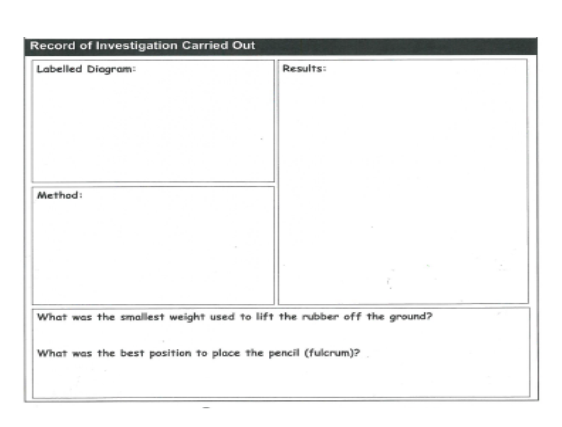 Record of Investigation Carried Out
Labelled Diagram:
Results:
Method:
What was the smallest weight used to lift the rubber off the ground?
What was the best position to place the pencil (fulcrum)?